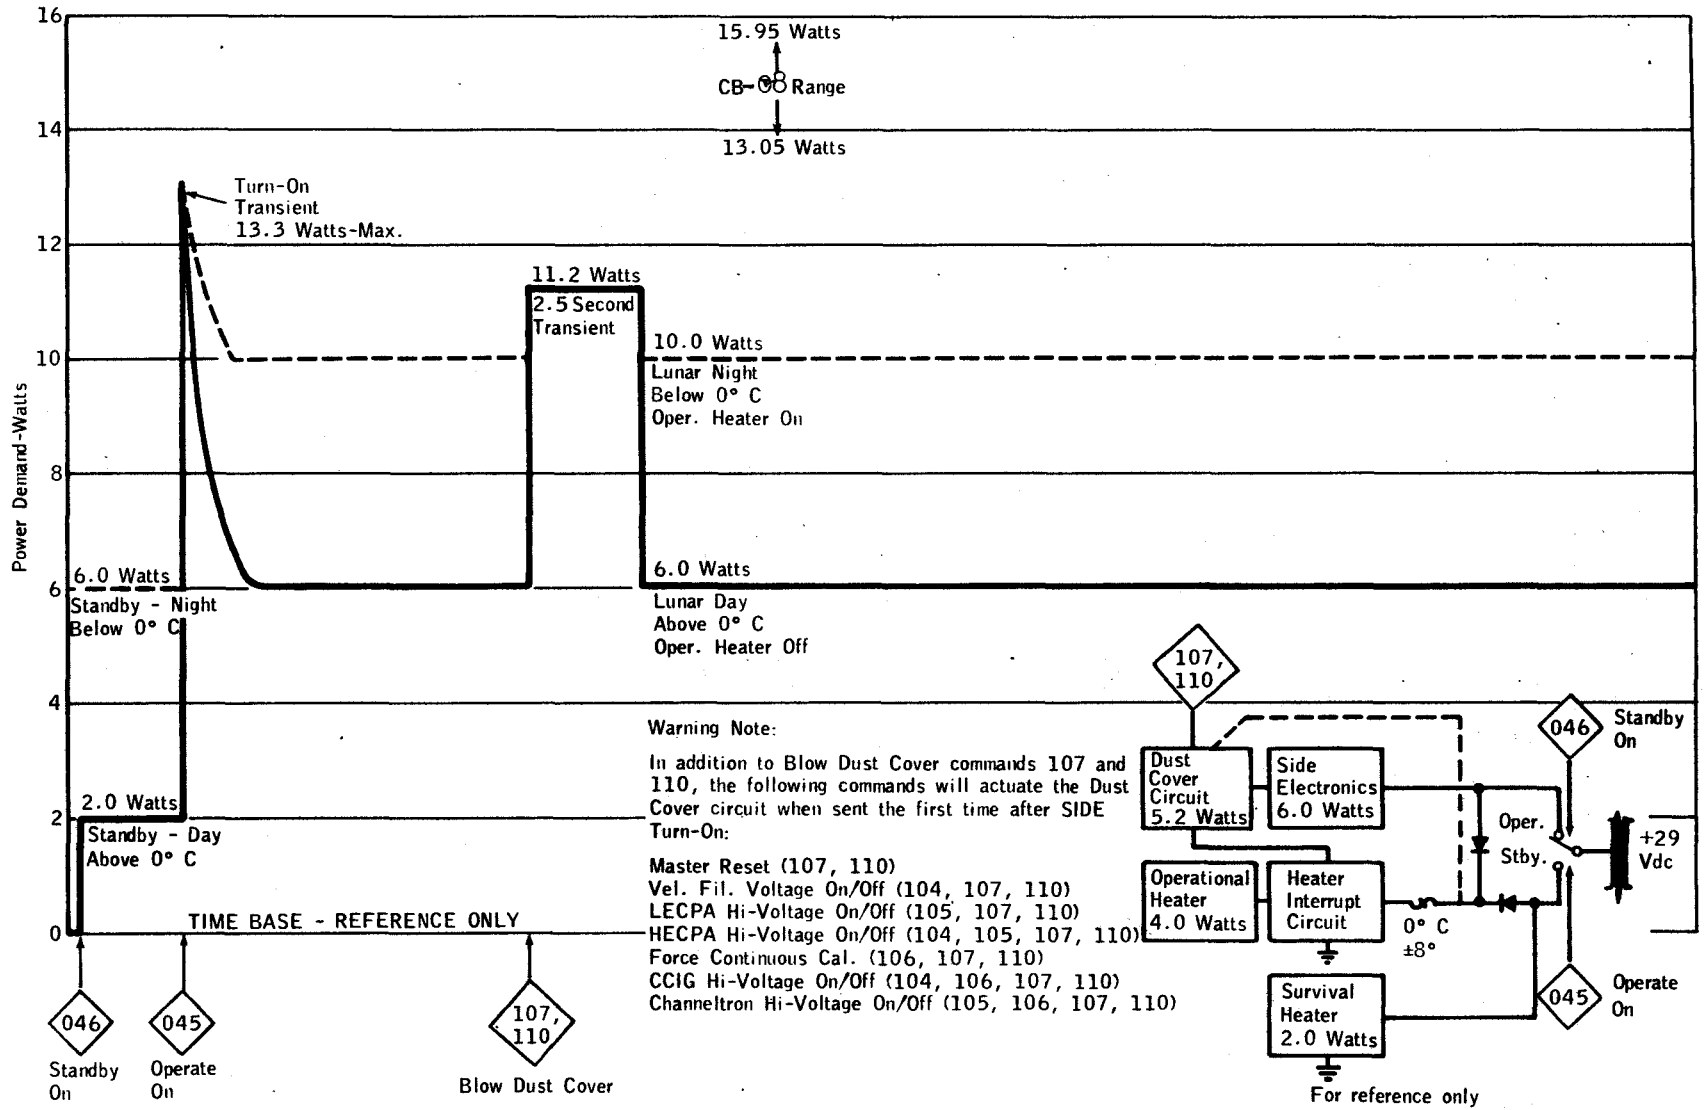 16
15.95 Watts
CB-08 Range
14
13.05 Watts
Turn-On
Transient
13.3 Watts-Max.
12
11.2 Watts
2.5 Second
Transient
10.0 Watts
10
Lunar Night
Below 0° C
Oper. Heater On
8
Power Demand-Watts
6.0 Watts
6.0 Watts
6
Standby - Night
Below 0° C
Lunar Day
Above 0° C
Oper. Heater Off
4
2.0 Watts
2
Standby - Day
Above 0° C
TIME BASE - REFERENCE ONLY
0
046
Standby
On
045
Operate
On
107,
110
Blow Dust Cover
Warning Note:
In addition to Blow Dust Cover commands 107 and
110, the following commands will actuate the Dust
Cover circuit when sent the first time after SIDE
Turn-On:
Master Reset (107, 110)
Vel. Fil. Voltage On/Off (104, 107, 110)
LECPA Hi-Voltage On/Off (105, 107, 110)
HECPA Hi-Voltage On/Off (104, 105, 107, 110)
Force Continuous Cal. (106, 107, 110)
CCIG Hi-Voltage On/Off (104, 106, 107, 110)
Channeltron Hi-Voltage On/Off (105, 106, 107, 110)
107,
110
Dust
Cover
Circuit
5.2 Watts
Side
Electronics
6.0 Watts
046
Standby
On
Oper.
Stby.
+29
Vdc
Operational
Heater
4.0 Watts
Heater
Interrupt
Circuit
0° C
±8°
Survival
Heater
2.0 Watts
045
Operate
On
For reference only